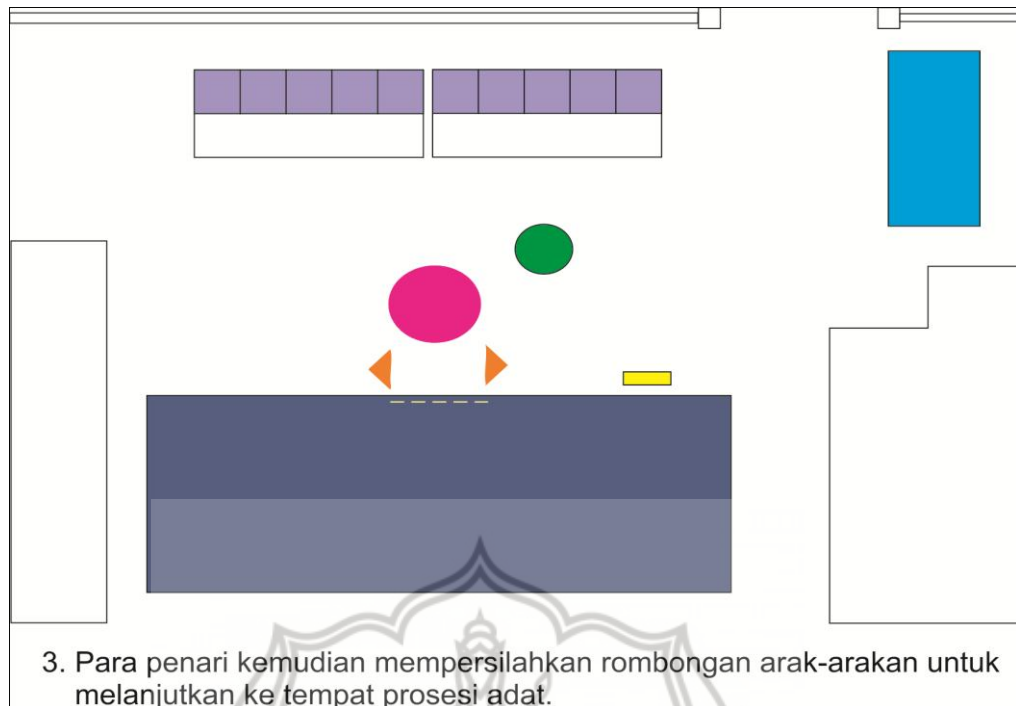 3. Para penari kemudian mempersilahkan rombongan arak-arakan untuk
melanjutkan ke tempat prosesi adat.